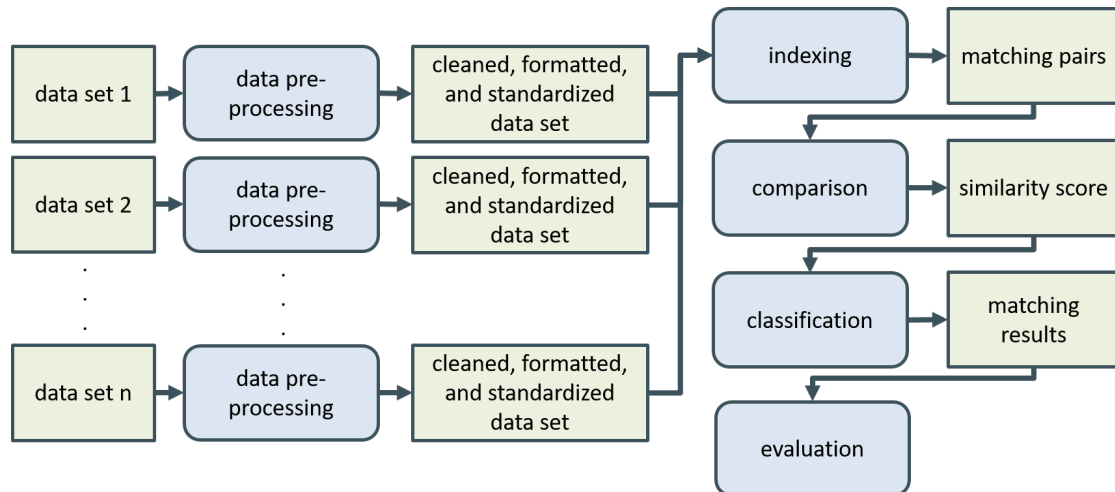 data set 1
data pre-
processing
cleaned, formatted,
and standardized
data set
data set 2
data pre-
processing
cleaned, formatted,
and standardized
data set
.
.
.
.
.
.
data set n
data pre-
processing
cleaned, formatted,
and standardized
data set
indexing
matching pairs
comparison
similarity score
classification
matching
results
evaluation